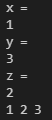 x =
1
y =
3
z =
2
1 2 3